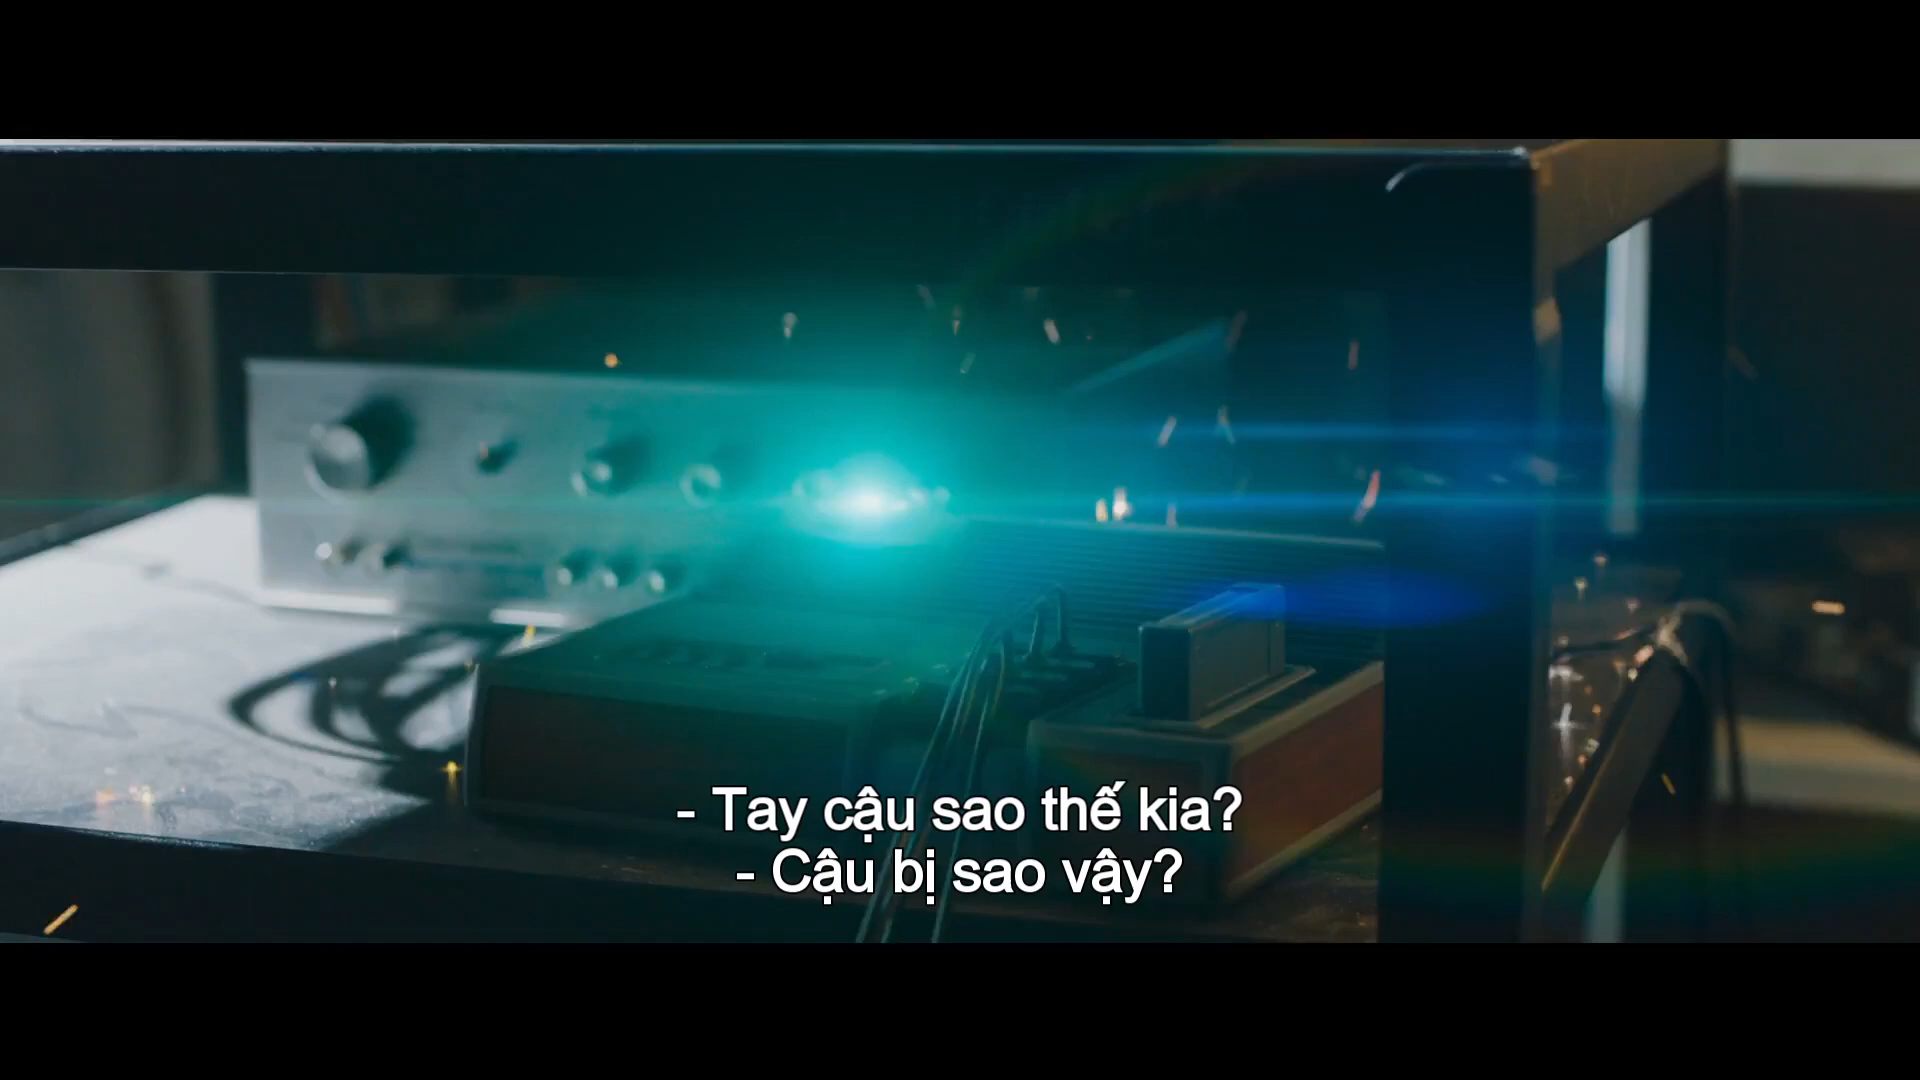 - Tay cậu sao thế kia?
- Cậu bị sao vậy?